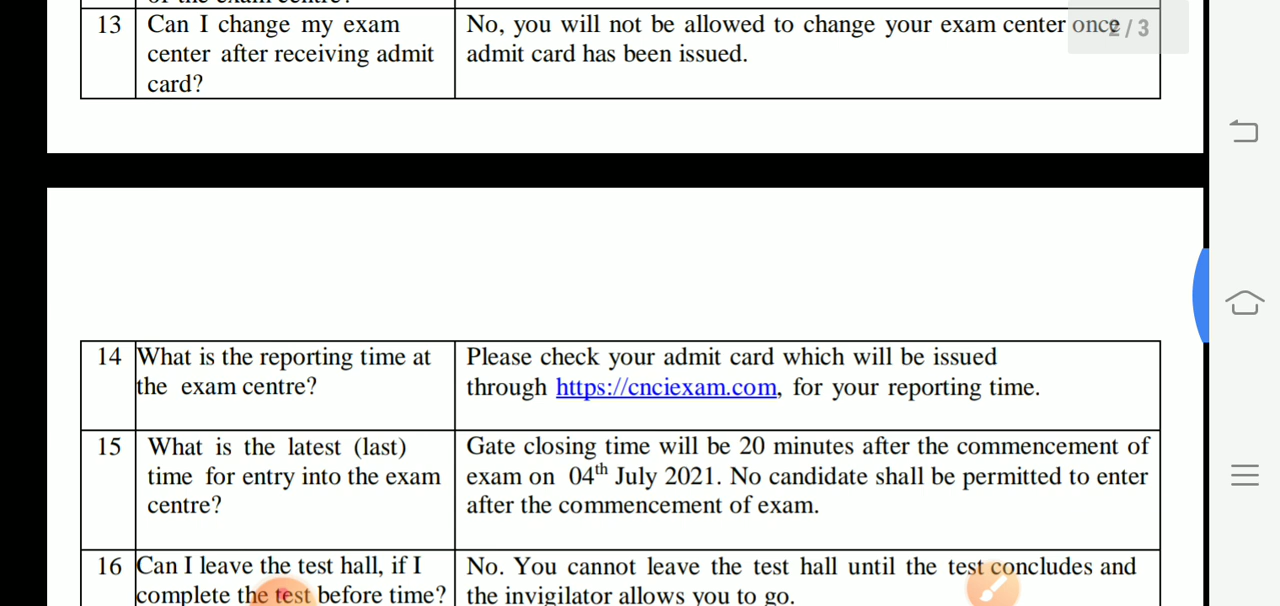 13 Can I change my exam No, you will not be allowed to change your exam center once
center after receiving admit admit card has been issued.
card?
2 / 3
14 What is the reporting time at Please check your admit card which will be issued
the exam centre? through https://cnciexam.com, for your reporting time.
15 What is the latest (last) Gate closing time will be 20 minutes after the commencement of
time for entry into the exam exam on 04th July 2021. No candidate shall be permitted to enter
centre? after the commencement of exam.
16 Can I leave the test hall, if I No. You cannot leave the test hall until the test concludes and
complete the test before time? the invigilator allows you to go.